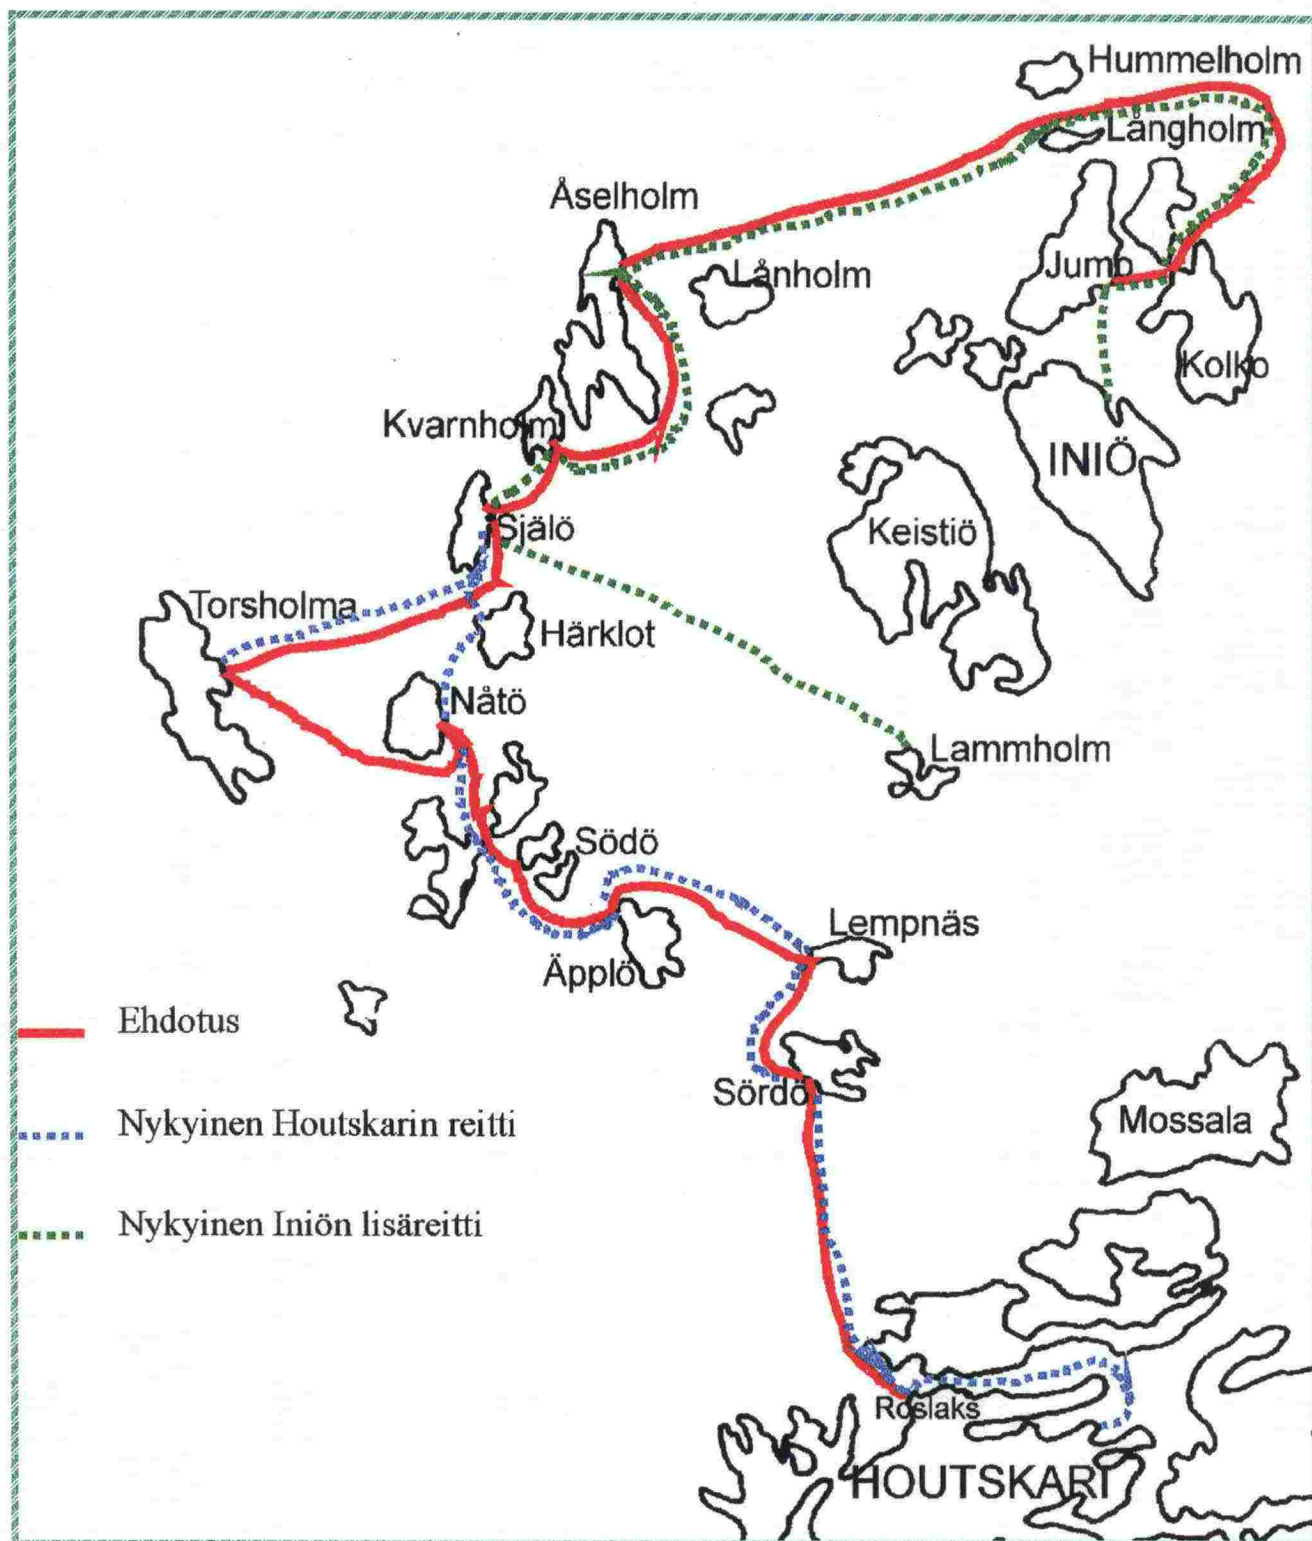 Hummelholm
Långholm
Åselholm
Jumo
Lånholm
Kolko
Kvarnholm
INIÖ
Själö
Keistiö
Torsholma
Härklot
Nåtö
Lammholm
Södö
Lempnäs
Äpplö
Ehdotus
Sördö
Mossala
Nykyinen Houtskarin reitti
Nykyinen Iniön lisäreitti
Roslaks
HOUTSKARI